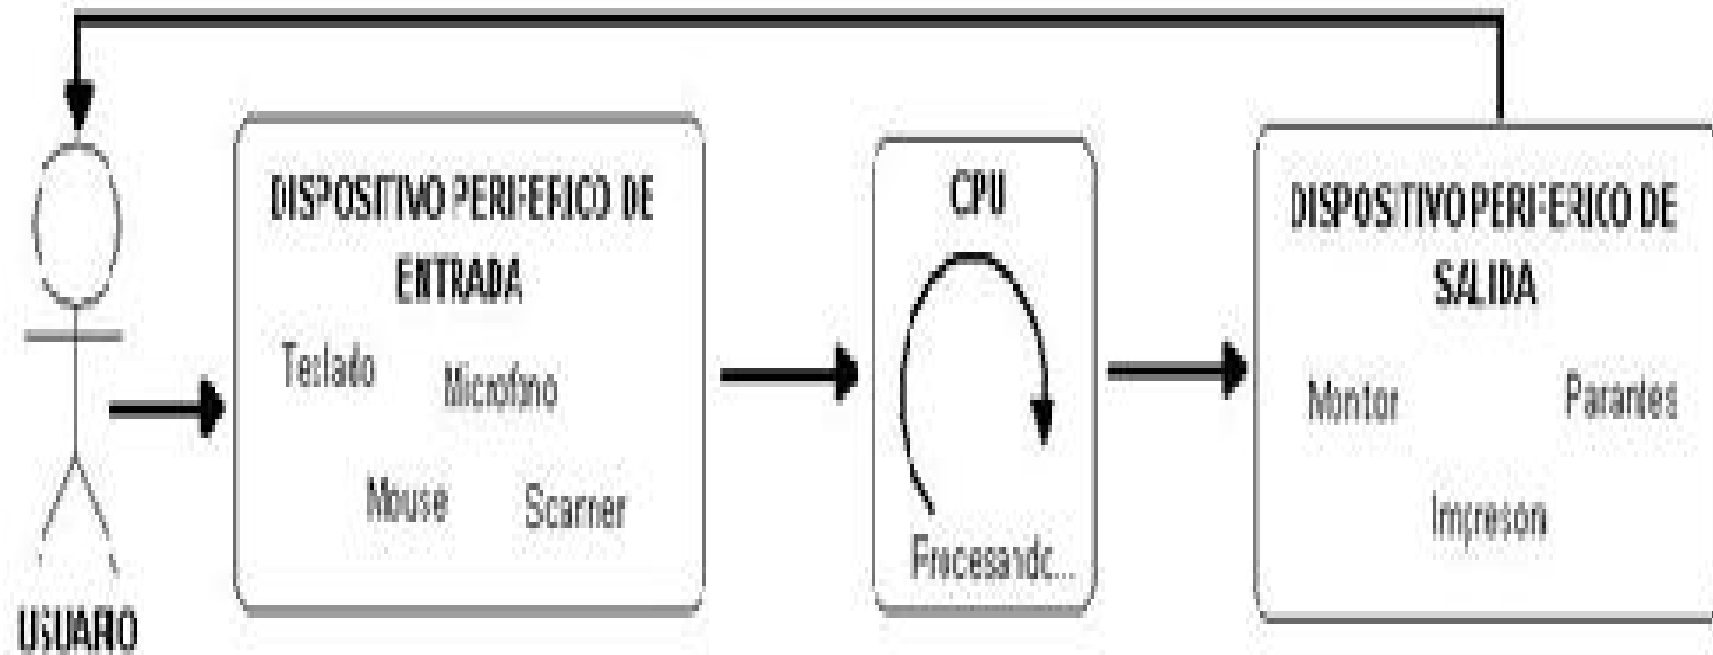 DISPOSITIVO PERIFERICO DE
ENTRADA
Teclado
Microfono
Mouse
Scanner
CPU
Procesando...
DISPOSITIVO PERIFERICO DE
SALIDA
Monitor
Parlantes
Impresora
USUARIO